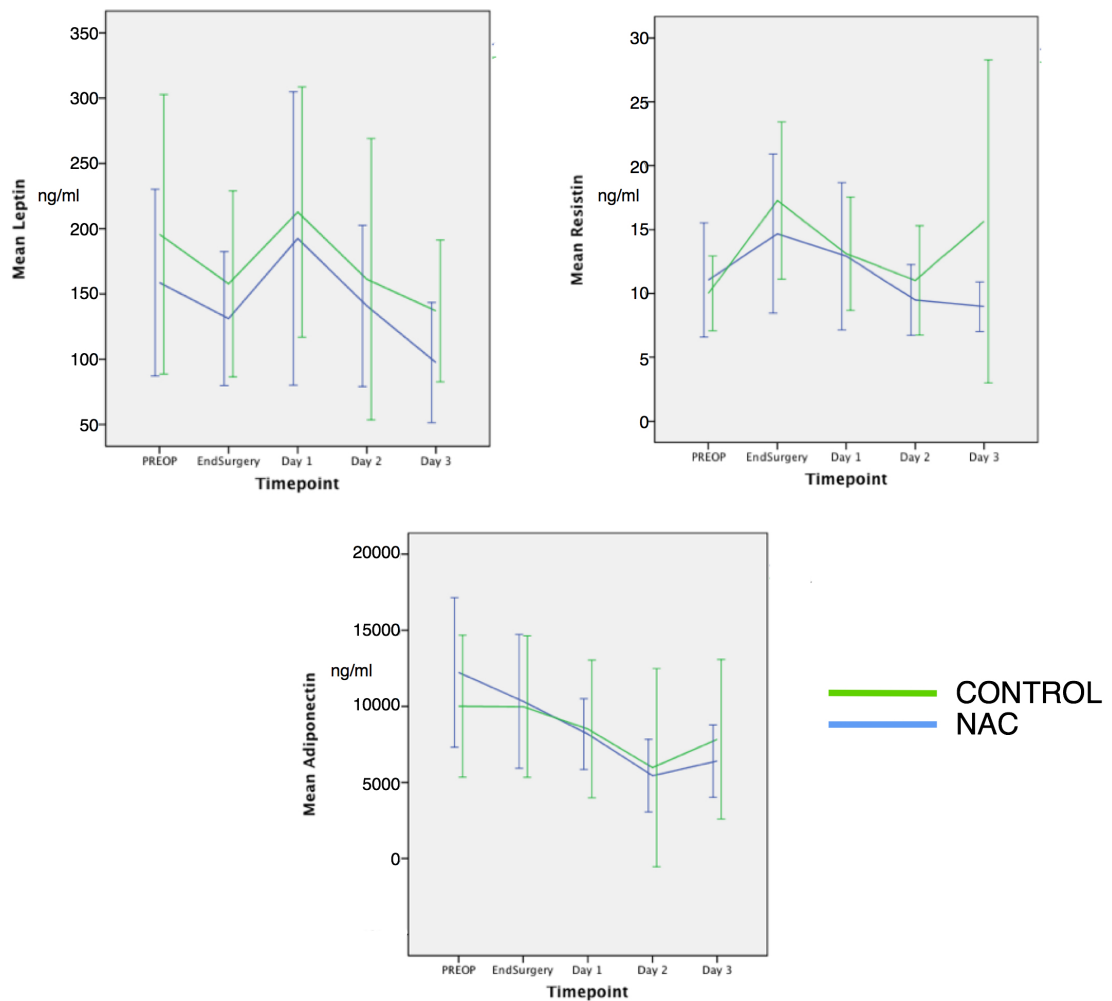 350
300
250
200
150
100
50
Mean Leptin
ng/ml
PREOP EndSurgery Day 1 Day 2 Day 3
Timepoint
30
25
20
15
10
5
0
Mean Resistin
ng/ml
PREOP EndSurgery Day 1 Day 2 Day 3
Timepoint
20000
15000
10000
5000
0
Mean Adiponectin
ng/ml
PREOP EndSurgery Day 1 Day 2 Day 3
Timepoint
CONTROL
NAC